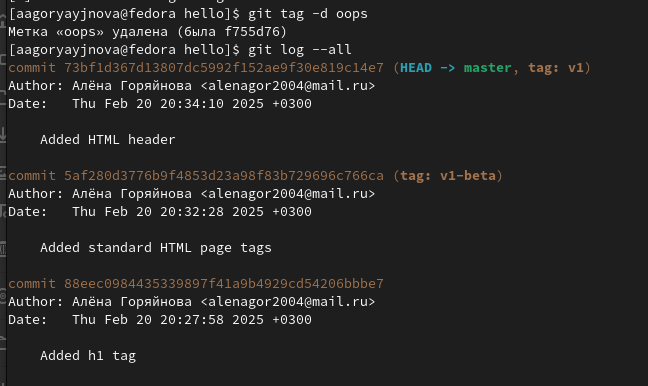 [aagoryayjnova@fedora hello]$ git tag -d oops
Метка «oops» удалена (была f755d76)
[aagoryayjnova@fedora hello]$ git log --all
commit 73bf1d367d13807dc5992f152ae9f30e819c14e7 (HEAD -> master, tag: v1)
Author: Алёна Горяйнова <alenagor2004@mail.ru>
Date:   Thu Feb 20 20:34:10 2025 +0300
    Added HTML header
commit 5af280d3776b9f4853d23a98f83b729696c766ca (tag: v1-beta)
Author: Алёна Горяйнова <alenagor2004@mail.ru>
Date:   Thu Feb 20 20:32:28 2025 +0300
    Added standard HTML page tags
commit 88eec0984435339897f41a9b4929cd54206bbbe7
Author: Алёна Горяйнова <alenagor2004@mail.ru>
Date:   Thu Feb 20 20:27:58 2025 +0300
    Added h1 tag